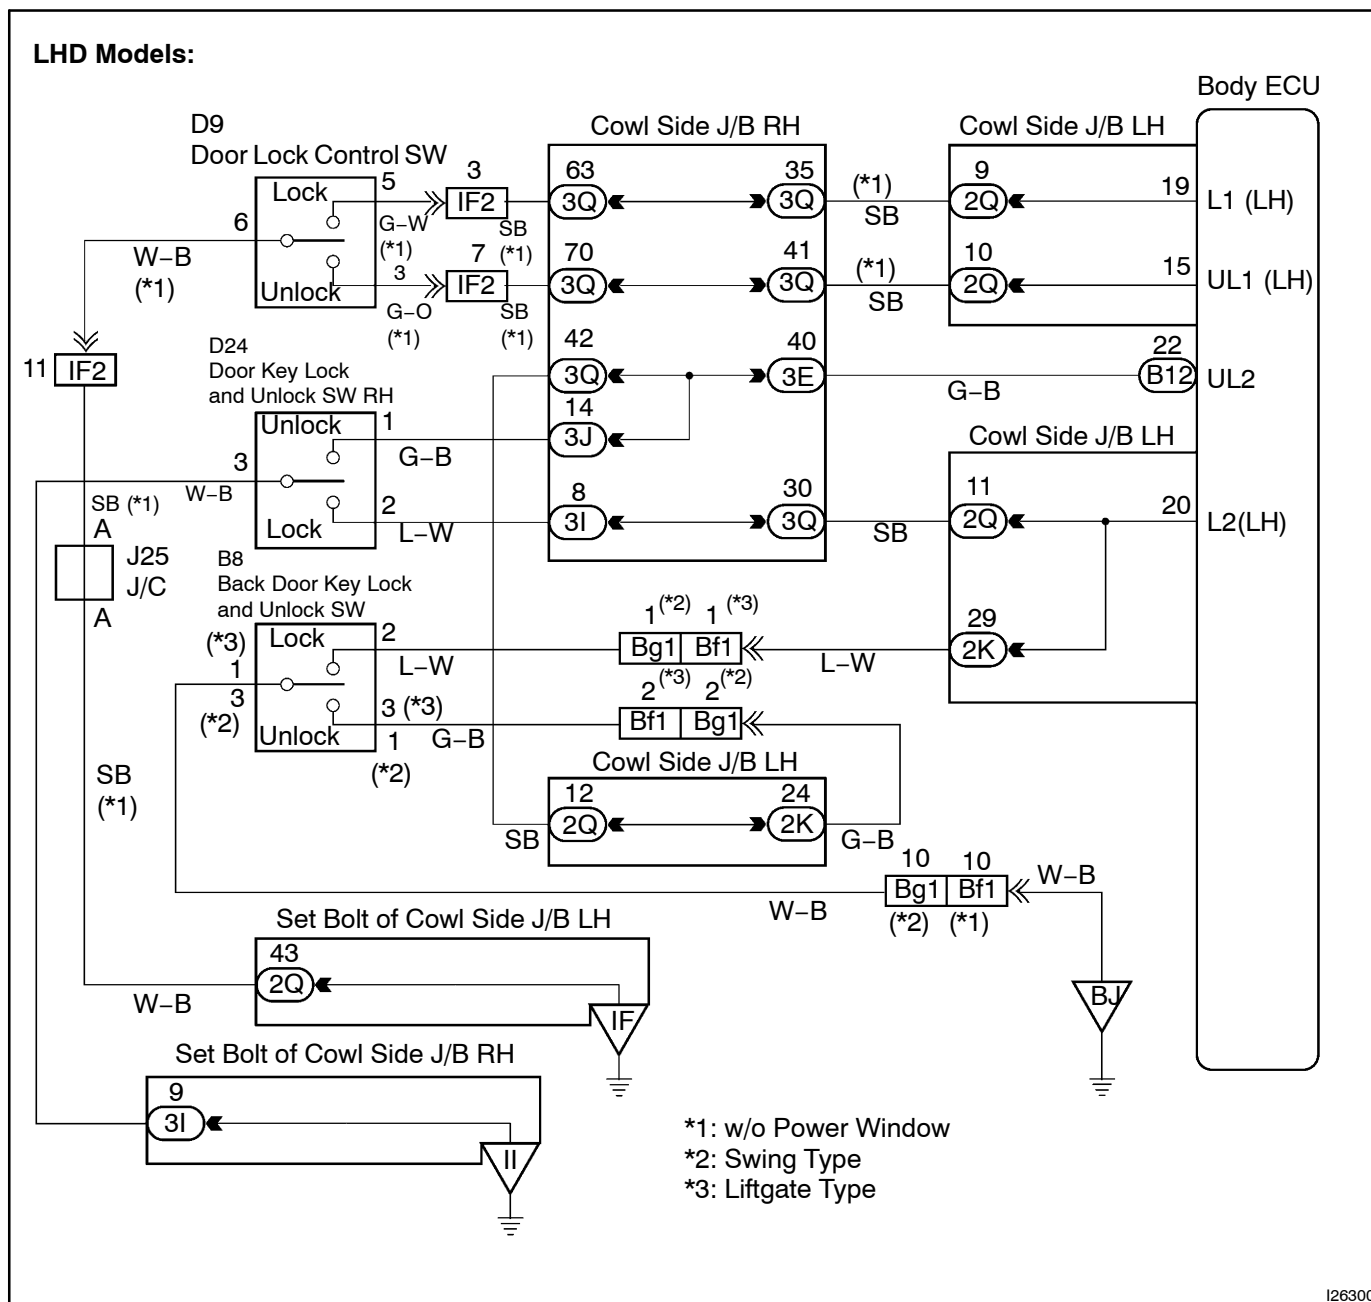 LHD Models:
Body ECU
D9
Door Lock Control SW
Cowl Side J/B RH
Cowl Side J/B LH
Lock
5
3
63
35
(*1)
9
19
L1 (LH)
IF2
3Q
3Q
SB
2Q
6
G–W
(*1)
SB
(*1)
W–B
(*1)
7
70
41
(*1)
10
15
UL1 (LH)
Unlock
3
IF2
3Q
3Q
SB
2Q
G–O
(*1)
SB
(*1)
11
IF2
D24
Door Key Lock
and Unlock SW RH
42
40
22
3Q
3E
G–B
B12
UL2
14
3J
Unlock
1
G–B
3
W–B
Lock
2
L–W
8
3I
30
3Q
SB
Cowl Side J/B LH
11
2Q
20
L2(LH)
SB (*1)
A
J25
J/C
A
B8
Back Door Key Lock
and Unlock SW
(*3)
1
3
(*2)
Lock
2
L–W
1 (*2)
1 (*3)
Bg1
Bf1
L–W
29
2K
Unlock
3 (*3)
1
(*2)
G–B
2 (*3)
2 (*2)
Bf1
Bg1
Cowl Side J/B LH
SB
(*1)
SB
12
2Q
24
2K
G–B
10
10
Bg1
Bf1
W–B
(*2)
(*1)
W–B
BJ
Set Bolt of Cowl Side J/B LH
43
2Q
W–B
IF
Set Bolt of Cowl Side J/B RH
9
3I
II
*1: w/o Power Window
*2: Swing Type
*3: Liftgate Type
I26300